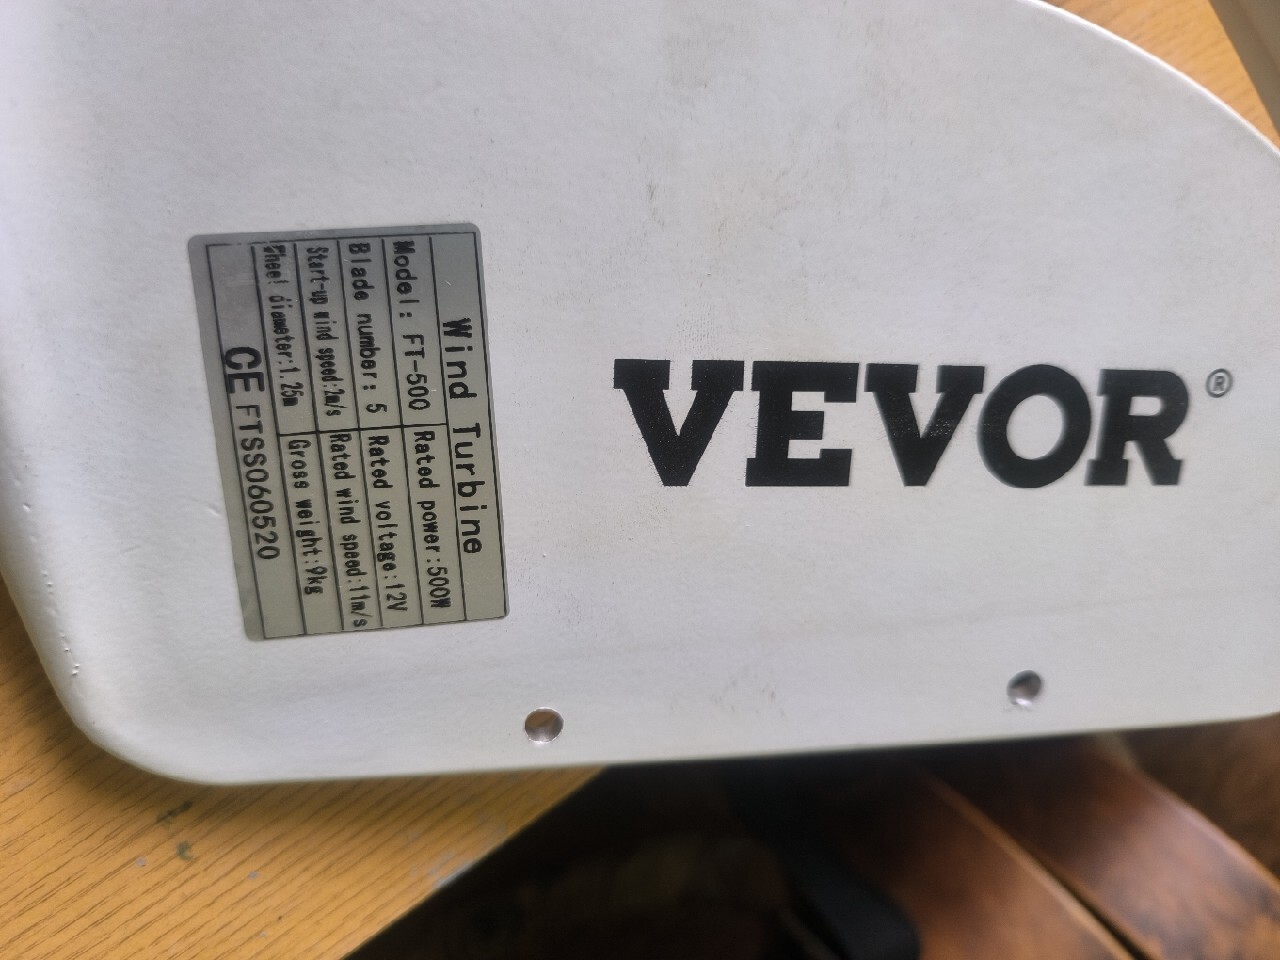 VEVOR®
Wind Turbine
Model: FT-500 Rated power:500W
Blade number: 5 Rated voltage:12V
Start-up wind speed:2m/s Rated wind speed:11m/s
Wheel diameter:1.25m Gross weight:9kg
CE FTSS060520